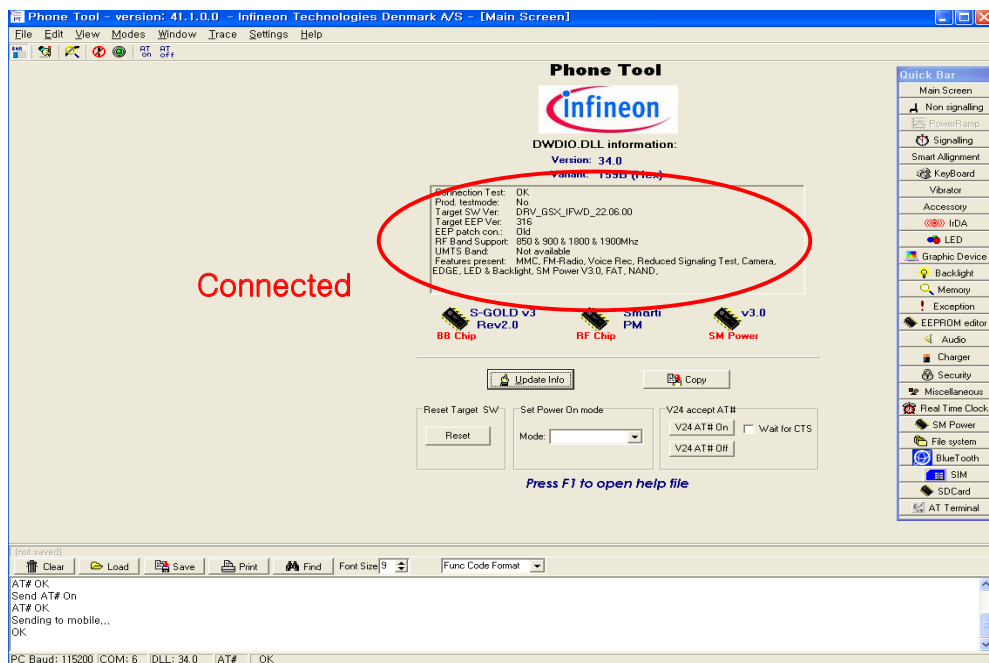 Phone Tool - version: 41.1.0.0 - Infineon Technologies Denmark A/S - [Main Screen]
File Edit View Modes Window Trace Settings Help
BAR AT on AT off
Phone Tool
infineon
DWDIO.DLL information:
Version: 34.0
Variant: (Hex)
Connection Test: OK
Prod. testmode: No
Target SW Ver: DRV_GSX_IFWD_22.06.00
Target EEP Ver: 316
EEP patch con.: Old
RF Band Support: 850 & 900 & 1800 & 1900Mhz
UMTS Band: Not available
Features present: MMC, FM-Radio, Voice Rec, Reduced Signaling Test, Camera,
EDGE, LED & Backlight, SM Power V3.0, FAT, NAND,
Connected
S-GOLD v3
Rev2.0
BB Chip
Smarti
PM
RF Chip
v3.0
SM Power
Update Info
Copy
Reset Target SW
Reset
Set Power On mode
Mode:
V24 accept AT#
V24 AT# On
Wait for CTS
V24 AT# Off
Press F1 to open help file
Quick Bar
Main Screen
Non signalling
PowerRamp
Signalling
Smart Allignment
KeyBoard
Vibrator
Accessory
IrDA
LED
Graphic Device
Backlight
Memory
Exception
EEPROM editor
Audio
Charger
Security
Miscellaneous
Real Time Clock
SM Power
File system
BlueTooth
SIM
SDCard
AT Terminal
[not saved]
Clear Load Save Print Find Font Size 9 Func Code Format
AT# OK
Send AT# On
AT# OK
Sending to mobile,,,
OK
PC Baud: 115200 COM: 6 DLL: 34.0 AT# OK